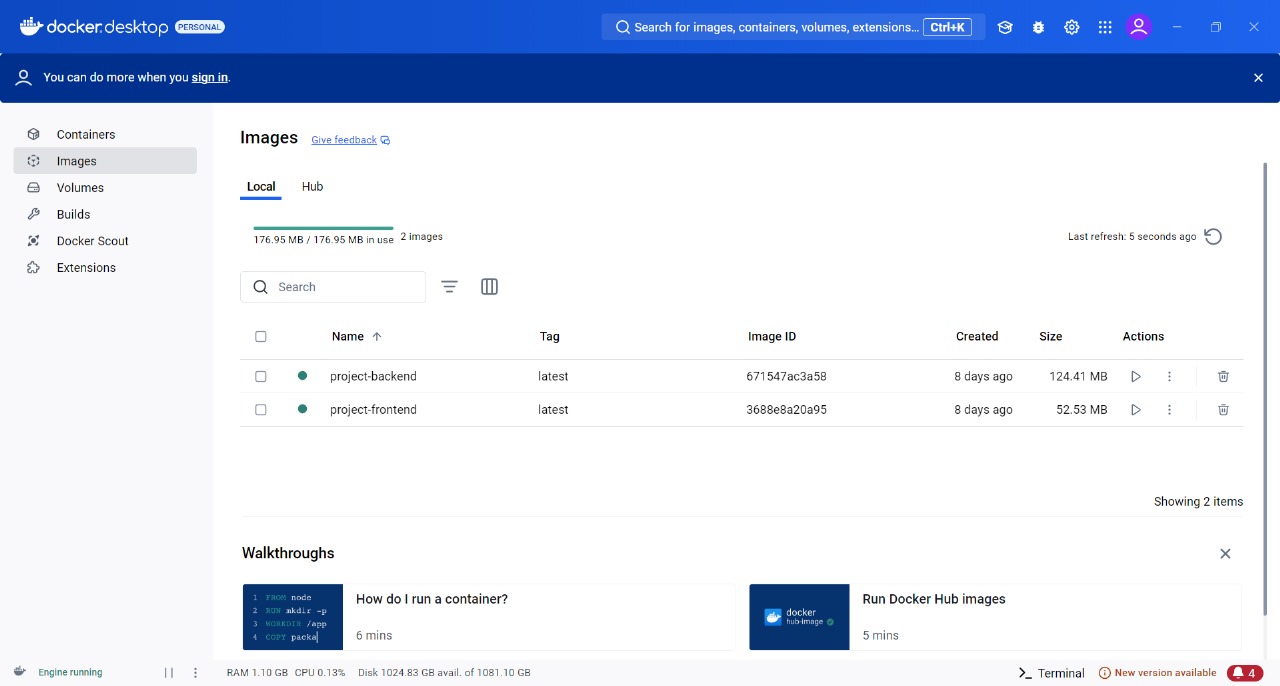 docker.desktop PERSONAL
Search for images, containers, volumes, extensions... Ctrl+K
You can do more when you sign in.
Containers
Images
Volumes
Builds
Docker Scout
Extensions
Images Give feedback
Local Hub
176.95 MB / 176.95 MB in use 2 images
Last refresh: 5 seconds ago
Search
Name Tag Image ID Created Size Actions
project-backend latest 671547ac3a58 8 days ago 124.41 MB
project-frontend latest 3688e8a20a95 8 days ago 52.53 MB
Showing 2 items
Walkthroughs
1 FROM node
2 RUN mkdir -p
3 WORKDIR /app
4 COPY packa
How do I run a container?
6 mins
docker
hub-image
Run Docker Hub images
5 mins
Engine running
RAM 1.10 GB CPU 0.13% Disk 1024.83 GB avail. of 1081.10 GB
Terminal
New version available
4